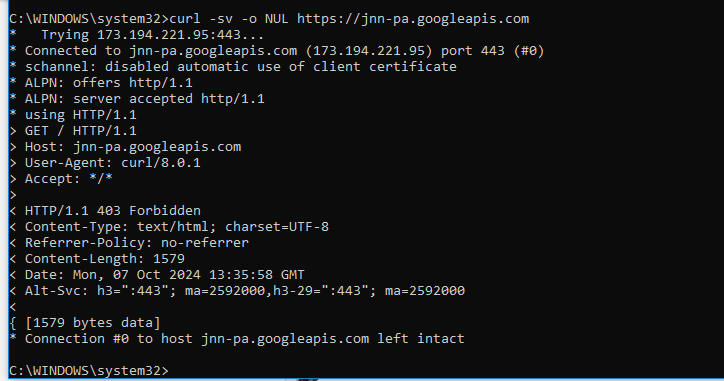 C:\WINDOWS\system32>curl -sv -o NUL https://jnn-pa.googleapis.com
*   Trying 173.194.221.95:443...
* Connected to jnn-pa.googleapis.com (173.194.221.95) port 443 (#0)
* schannel: disabled automatic use of client certificate
* ALPN: offers http/1.1
* ALPN: server accepted http/1.1
* using HTTP/1.1
> GET / HTTP/1.1
> Host: jnn-pa.googleapis.com
> User-Agent: curl/8.0.1
> Accept: */*
>
< HTTP/1.1 403 Forbidden
< Content-Type: text/html; charset=UTF-8
< Referrer-Policy: no-referrer
< Content-Length: 1579
< Date: Mon, 07 Oct 2024 13:35:58 GMT
< Alt-Svc: h3=":443"; ma=2592000,h3-29=":443"; ma=2592000
<
{ [1579 bytes data]
* Connection #0 to host jnn-pa.googleapis.com left intact
C:\WINDOWS\system32>